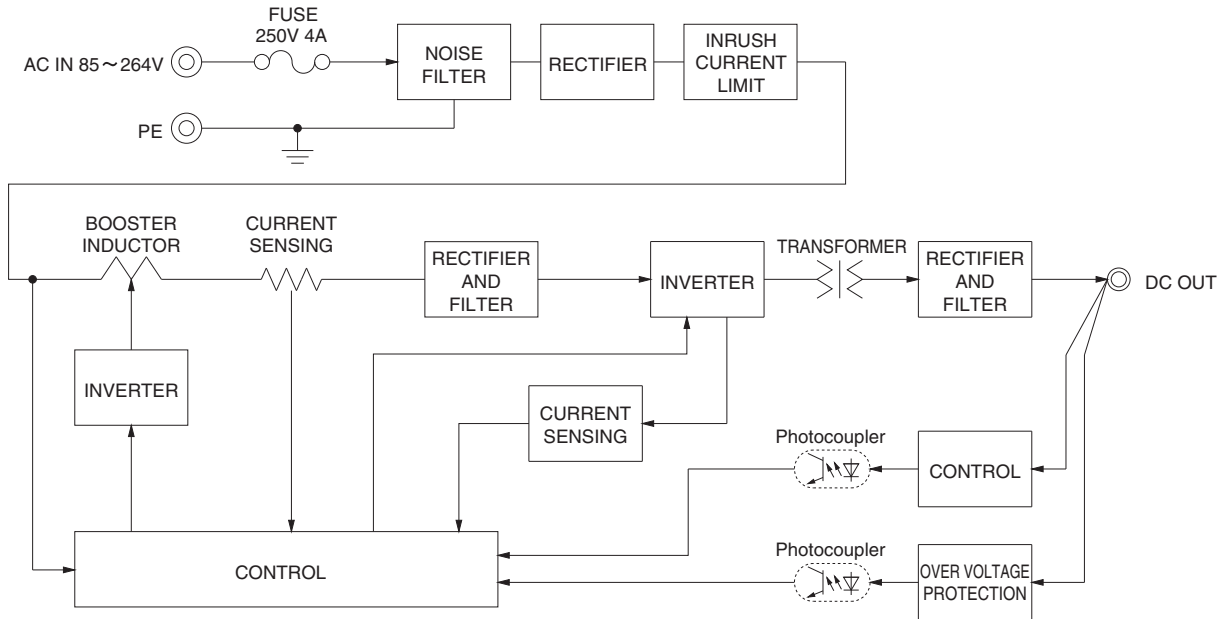 FUSE
250V 4A
AC IN 85～264V
NOISE
FILTER
RECTIFIER
INRUSH
CURRENT
LIMIT
PE
BOOSTER
INDUCTOR
CURRENT
SENSING
RECTIFIER
AND
FILTER
INVERTER
TRANSFORMER
RECTIFIER
AND
FILTER
DC OUT
INVERTER
CURRENT
SENSING
Photocoupler
CONTROL
CONTROL
Photocoupler
OVER VOLTAGE
PROTECTION